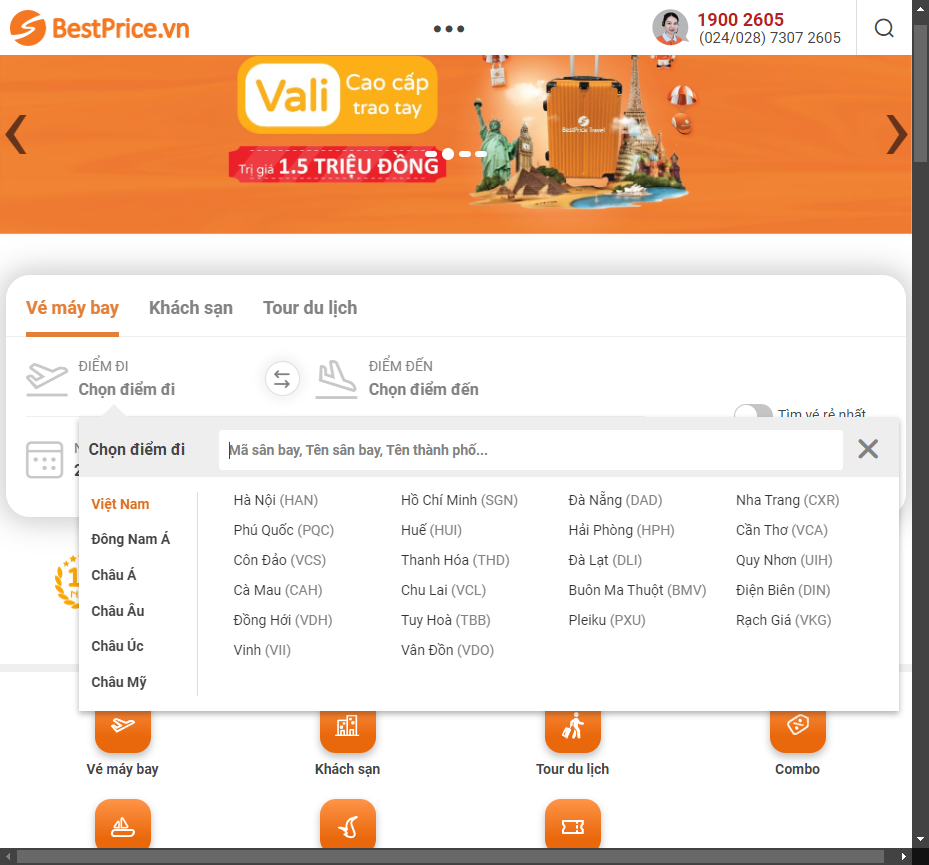 BestPrice.vn
•••
1900 2605
(024/028) 7307 2605
Vali
Cao cấp
trao tay
Trị giá 1.5 TRIỆU ĐỒNG
BestPrice Travel
Vé máy bay
Khách sạn
Tour du lịch
ĐIỂM ĐI
Chọn điểm đi
ĐIỂM ĐẾN
Chọn điểm đến
Tìm vé rẻ nhất
Chọn điểm đi
Mã sân bay, Tên sân bay, Tên thành phố...
Việt Nam
Đông Nam Á
Châu Á
Châu Âu
Châu Úc
Châu Mỹ
Hà Nội (HAN)
Hồ Chí Minh (SGN)
Đà Nẵng (DAD)
Nha Trang (CXR)
Phú Quốc (PQC)
Huế (HUI)
Hải Phòng (HPH)
Cần Thơ (VCA)
Côn Đảo (VCS)
Thanh Hóa (THD)
Đà Lạt (DLI)
Quy Nhơn (UIH)
Cà Mau (CAH)
Chu Lai (VCL)
Buôn Ma Thuột (BMV)
Điện Biên (DIN)
Đồng Hới (VDH)
Tuy Hoà (TBB)
Pleiku (PXU)
Rạch Giá (VKG)
Vinh (VII)
Vân Đồn (VDO)
Vé máy bay
Khách sạn
Tour du lịch
Combo